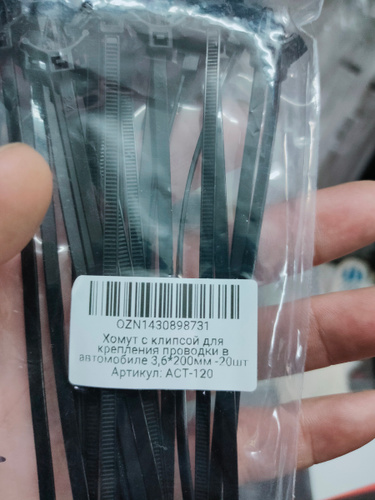 OZN1430898731
Хомут с клипсой для
крепления проводки в
автомобиле 3,6*200мм -20шт
Артикул: ACT-120